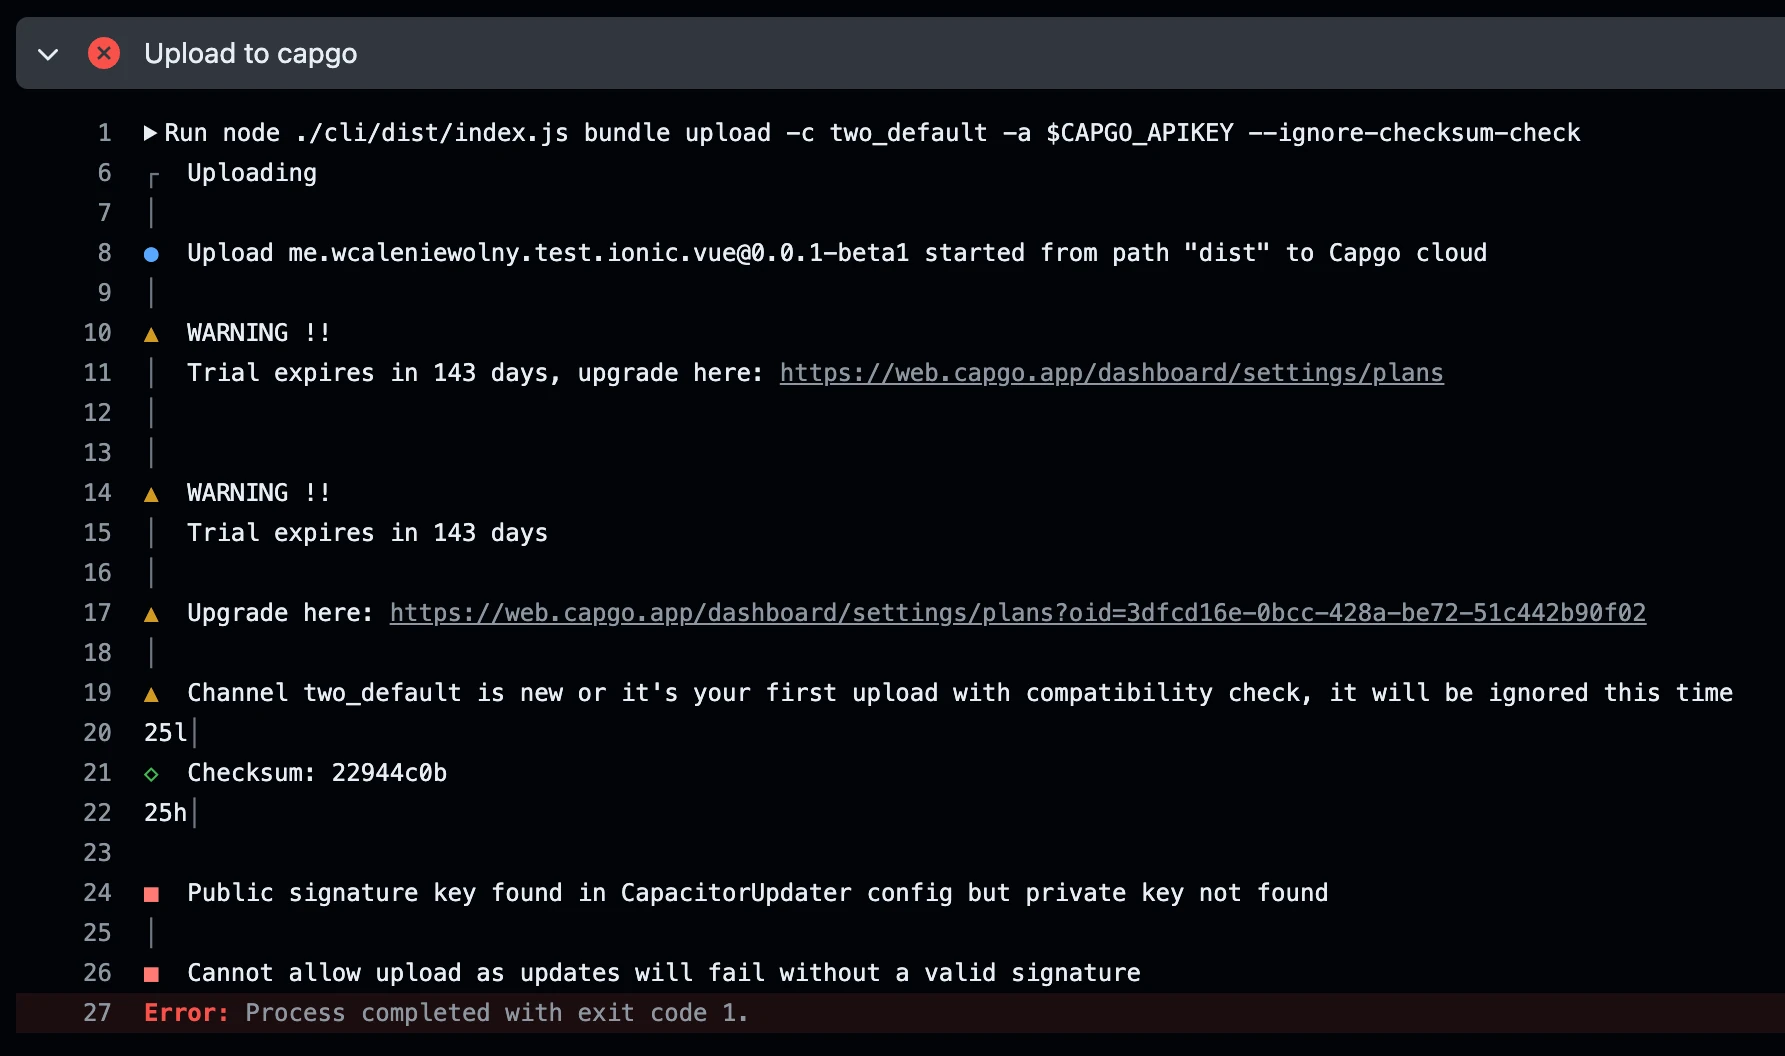 Upload to capgo
1 ▶Run node ./cli/dist/index.js bundle upload -c two_default -a $CAPGO_APIKEY --ignore-checksum-check
6 ┌  Uploading
7 │
8 ●  Upload me.wcaleniewolny.test.ionic.vue@0.0.1-beta1 started from path "dist" to Capgo cloud
9 │
10 ▲  WARNING !!
11 │  Trial expires in 143 days, upgrade here: https://web.capgo.app/dashboard/settings/plans
12 │
13 │
14 ▲  WARNING !!
15 │  Trial expires in 143 days
16 │
17 ▲  Upgrade here: https://web.capgo.app/dashboard/settings/plans?oid=3dfcd16e-0bcc-428a-be72-51c442b90f02
18 │
19 ▲  Channel two_default is new or it's your first upload with compatibility check, it will be ignored this time
20 25l│
21 ◇  Checksum: 22944c0b
22 25h│
23
24 ■  Public signature key found in CapacitorUpdater config but private key not found
25 │
26 ■  Cannot allow upload as updates will fail without a valid signature
27 Error: Process completed with exit code 1.